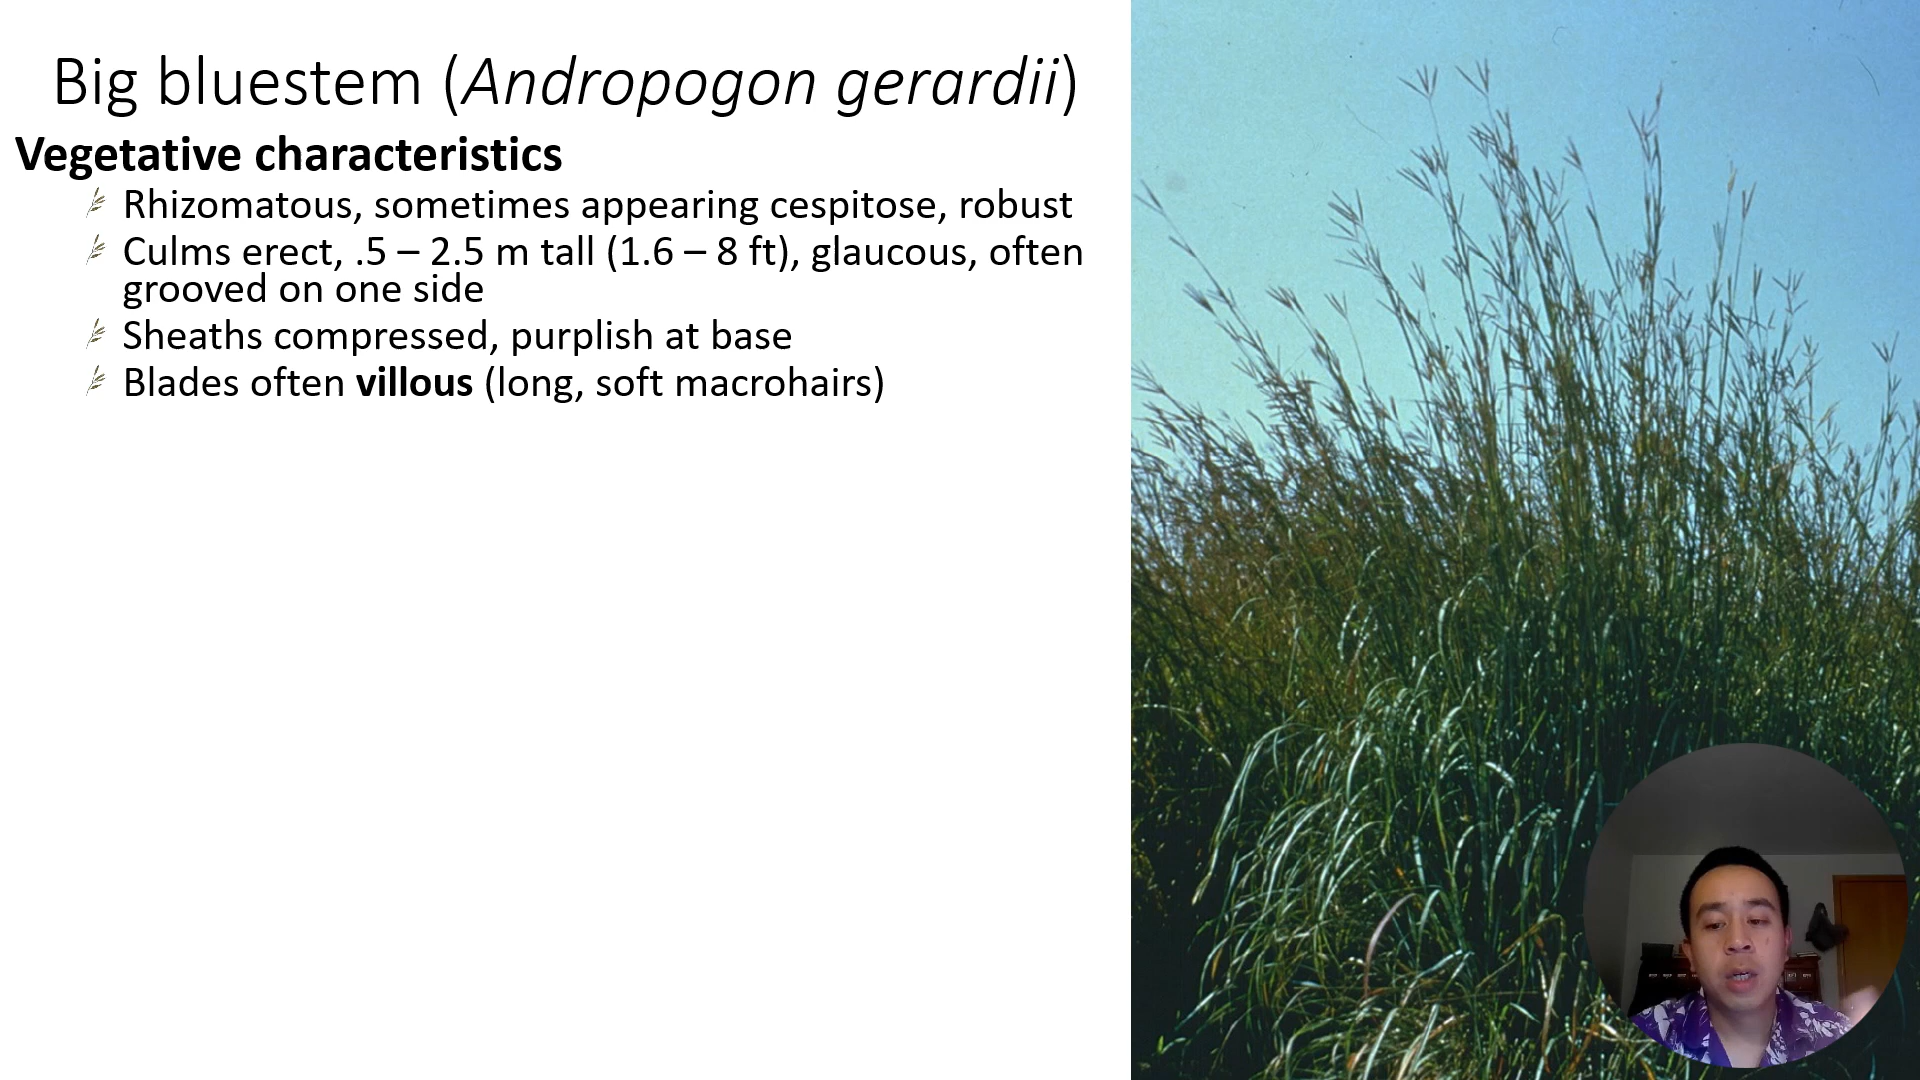 Big bluestem (Andropogon gerardii)
Vegetative characteristics
Rhizomatous, sometimes appearing cespitose, robust
Culms erect, .5 – 2.5 m tall (1.6 – 8 ft), glaucous, often
grooved on one side
Sheaths compressed, purplish at base
Blades often villous (long, soft macrohairs)